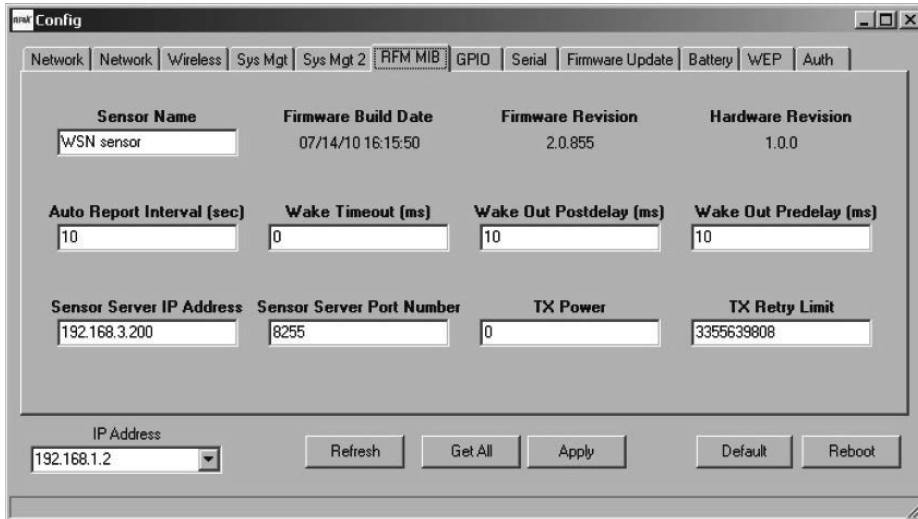 RFM Config
Network Network Wireless Sys Mgt Sys Mgt 2 RFM MIB GPIO Serial Firmware Update Battery WEP Auth
Sensor Name Firmware Build Date Firmware Revision Hardware Revision
WSN sensor 07/14/10 16:15:50 2.0.855 1.0.0
Auto Report Interval (sec) Wake Timeout (ms) Wake Out Postdelay (ms) Wake Out Predelay (ms)
10 0 10 10
Sensor Server IP Address Sensor Server Port Number TX Power TX Retry Limit
192.168.3.200 8255 0 3355639808
IP Address
192.168.1.2 Refresh Get All Apply Default Reboot